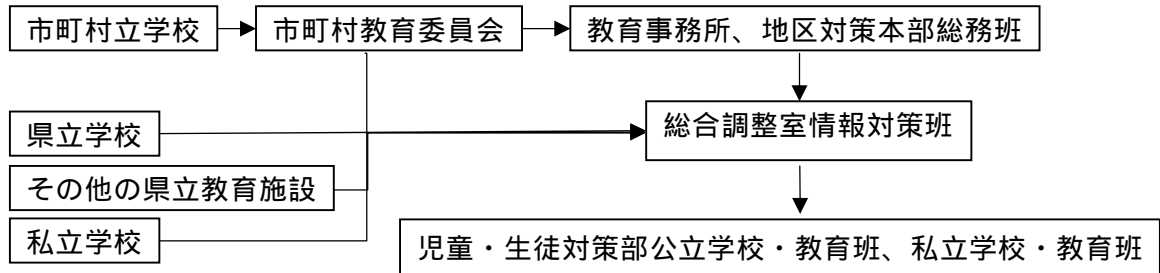 市町村立学校
市町村教育委員会
教育事務所、地区対策本部総務班
県立学校
総合調整室情報対策班
その他の県立教育施設
私立学校
児童・生徒対策部公立学校・教育班、私立学校・教育班